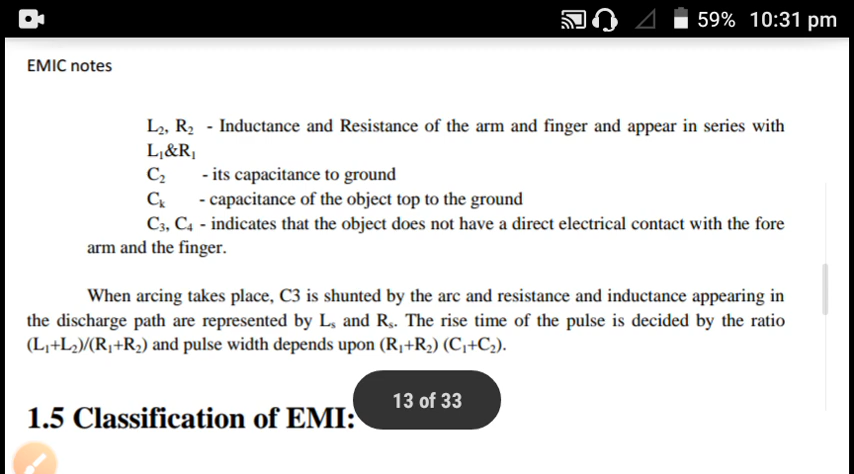 59% 10:31 pm
EMIC notes
L₂, R₂ - Inductance and Resistance of the arm and finger and appear in series with
L₁&R₁
C₂ - its capacitance to ground
Cₖ - capacitance of the object top to the ground
C₃, C₄ - indicates that the object does not have a direct electrical contact with the fore
arm and the finger.
When arcing takes place, C3 is shunted by the arc and resistance and inductance appearing in
the discharge path are represented by Lₛ and Rₛ. The rise time of the pulse is decided by the ratio
(L₁+L₂)/(R₁+R₂) and pulse width depends upon (R₁+R₂) (C₁+C₂).
13 of 33
1.5 Classification of EMI: